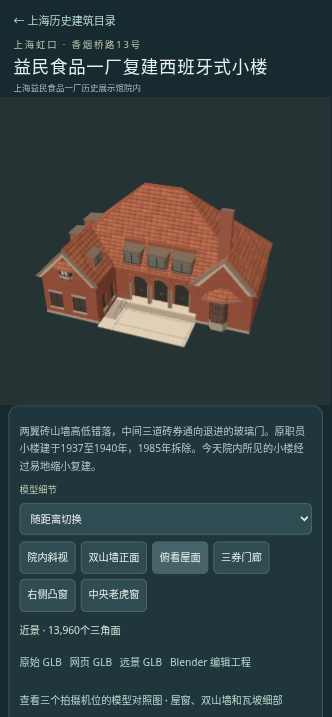 ← 上海历史建筑目录
上海虹口 · 香烟桥路13号
益民食品一厂复建西班牙式小楼
上海益民食品一厂历史展示馆院内
两翼砖山墙高低错落，中间三道砖券通向退进的玻璃门。原职员
小楼建于1937至1940年，1985年拆除。今天院内所见的小楼经
过易地缩小复建。
模型细节
随距离切换
院内斜视 双山墙正面 俯看屋面 三券门廊
右侧凸窗 中央老虎窗
近景 · 13,960个三角面
原始 GLB 网页 GLB 远景 GLB Blender 编辑工程
查看三个拍摄机位的模型对照图 · 屋窗、双山墙和瓦坡细部